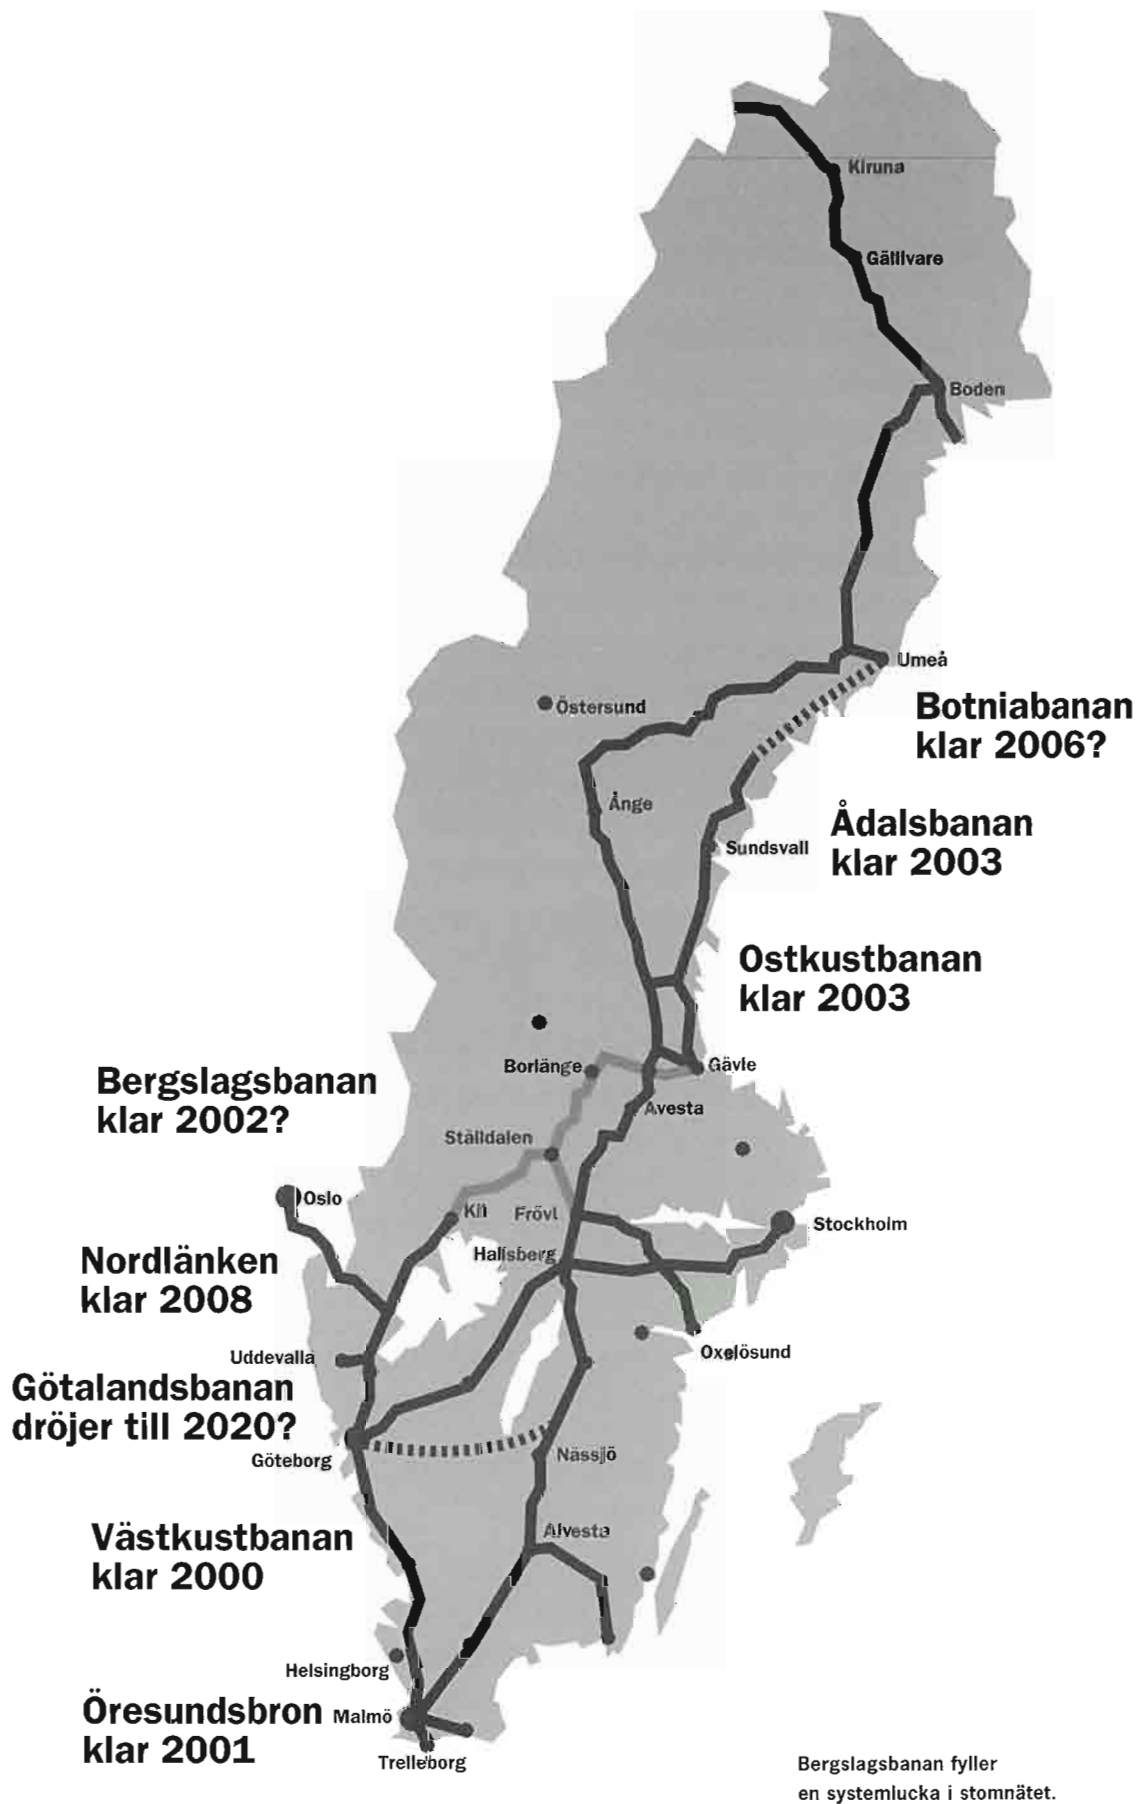 Kiruna
Gällivare
Boden
Umeå
Östersund
Botniabanan
klar 2006?
Ånge
Ådalsbanan
klar 2003
Sundsvall
Ostkustbanan
klar 2003
Borlänge
Gävle
Bergslagsbanan
klar 2002?
Avesta
Ställdalen
Oslo
Kil
Frövi
Stockholm
Hallsberg
Nordlänken
klar 2008
Uddevalla
Oxelösund
Götalandsbanan
dröjer till 2020?
Göteborg
Nässjö
Västkustbanan
klar 2000
Alvesta
Helsingborg
Öresundsbron
klar 2001
Malmö
Trelleborg
Bergslagsbanan fyller
en systemlucka i stomnätet.